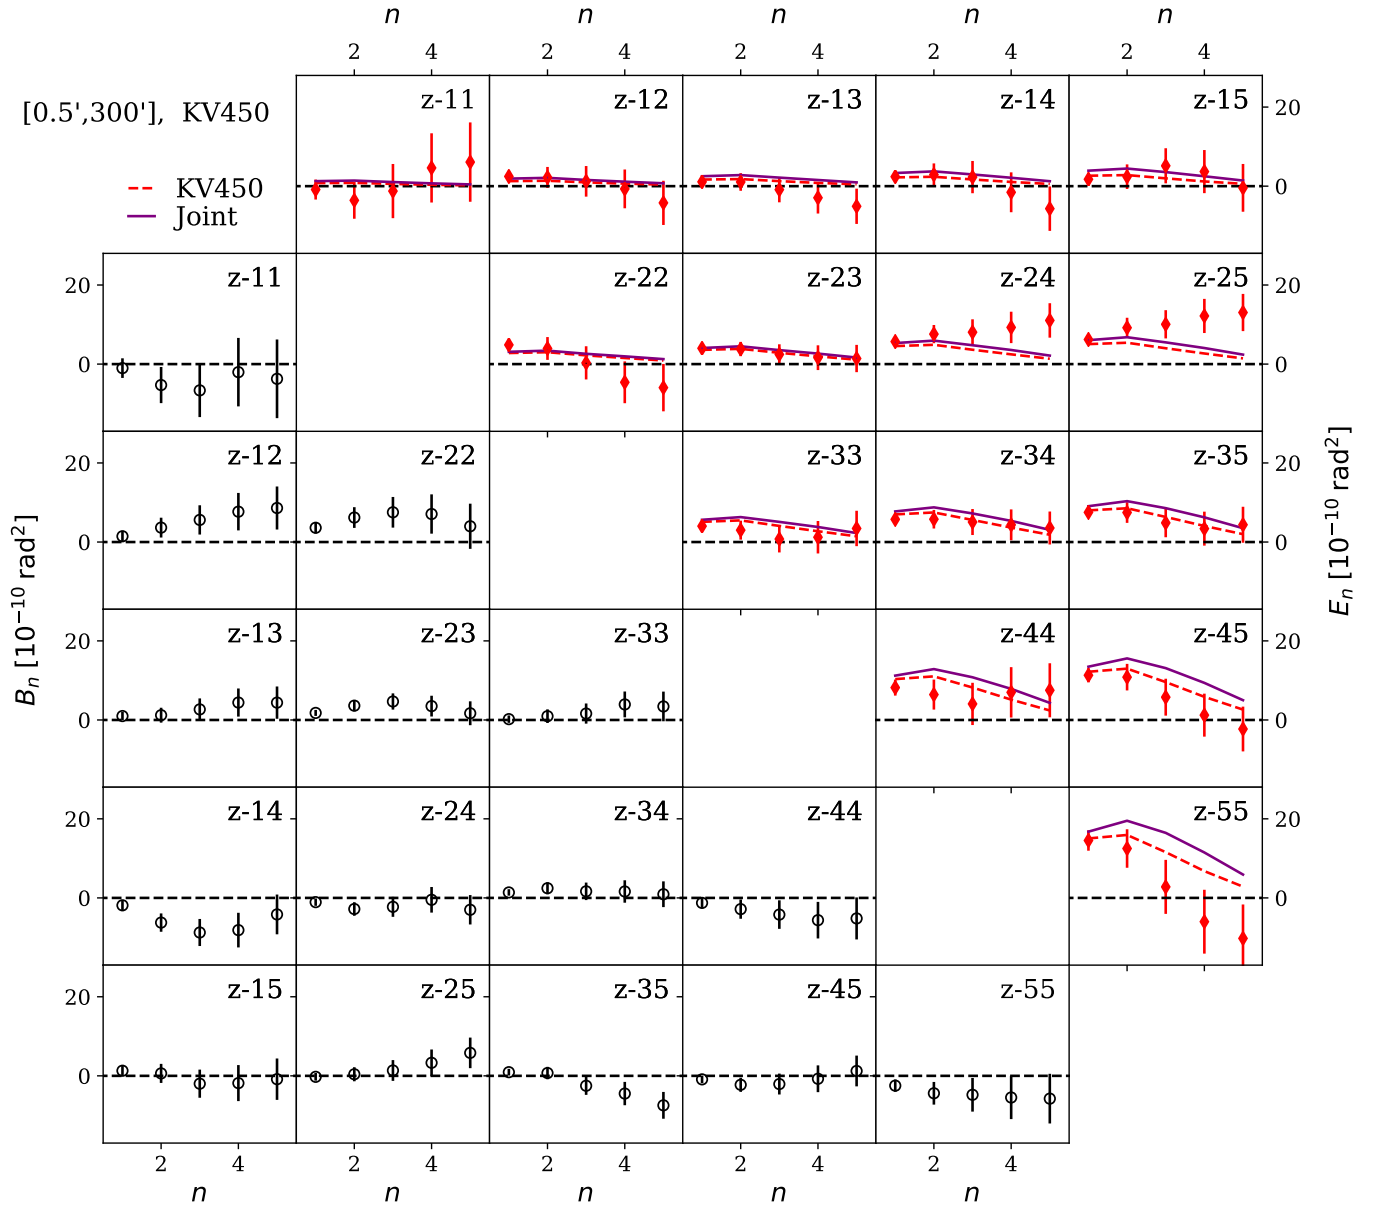 n n n n n
2 4 2 4 2 4 2 4 2 4
[0.5',300'], KV450
z-11 z-12 z-13 z-14 z-15
20
KV450
0
Joint
z-11 z-22 z-23 z-24 z-25
20 20
0 0
z-12 z-22 z-33 z-34 z-35
20 20
0 0
B_n [10^{-10} rad^2]
E_n [10^{-10} rad^2]
z-13 z-23 z-33 z-44 z-45
20 20
0 0
z-14 z-24 z-34 z-44 z-55
20 20
0 0
z-15 z-25 z-35 z-45 z-55
20
0
2 4 2 4 2 4 2 4 2 4
n n n n n